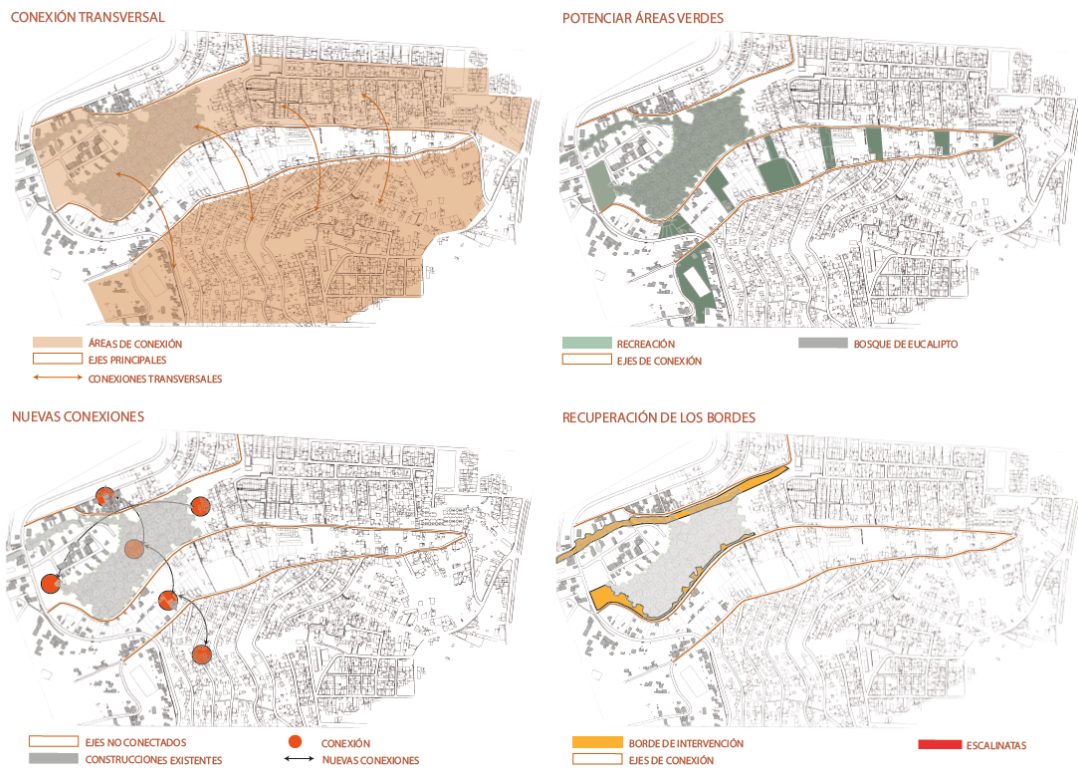 CONEXIÓN TRANSVERSAL
ÁREAS DE CONEXIÓN
EJES PRINCIPALES
CONEXIONES TRANSVERSALES
POTENCIAR ÁREAS VERDES
RECREACIÓN
BOSQUE DE EUCALIPTO
EJES DE CONEXIÓN
NUEVAS CONEXIONES
EJES NO CONECTADOS
CONEXIÓN
CONSTRUCCIONES EXISTENTES
NUEVAS CONEXIONES
RECUPERACIÓN DE LOS BORDES
BORDE DE INTERVENCIÓN
ESCALINATAS
EJES DE CONEXIÓN